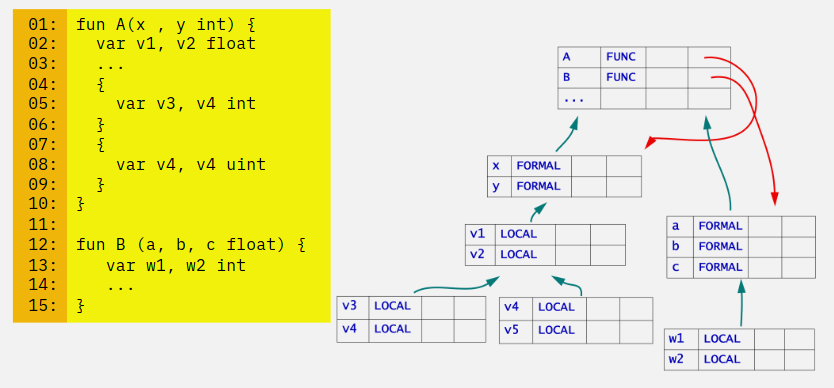 01: fun A(x , y int) {
02: var v1, v2 float
03: ...
04: {
05: var v3, v4 int
06: }
07: {
08: var v4, v4 uint
09: }
10: }
11:
12: fun B (a, b, c float) {
13: var w1, w2 int
14: ...
15: }
A FUNC
B FUNC
...
x FORMAL
y FORMAL
v1 LOCAL
v2 LOCAL
v3 LOCAL
v4 LOCAL
v4 LOCAL
v5 LOCAL
a FORMAL
b FORMAL
c FORMAL
w1 LOCAL
w2 LOCAL